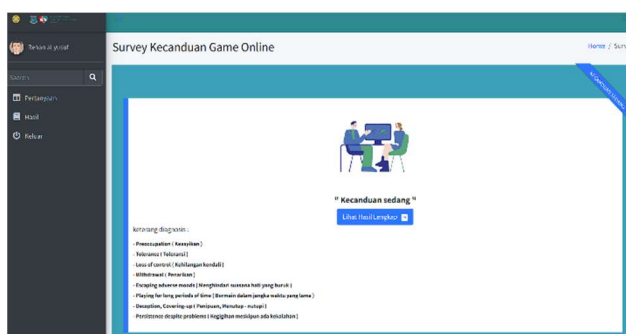 Survey Kecanduan Game Online
Home / Surv
Search
Pertanyaan
Hasil
Keluar
" Kecanduan sedang "
Lihat Hasil Lengkap
keterang diagnosis :
- Preoccupation ( Keasyikan )
- Tolerance ( Toleransi )
- Loss of control ( Kehilangan kendali )
- Withdrawal ( Penarikan )
- Escaping adverse moods ( Menghindari suasana hati yang buruk )
- Playing for long periods of time ( Bermain dalam jangka waktu yang lama )
- Deception, Covering-up ( Penipuan, Menutup - nutupi )
- Persistence despite problems ( Kegigihan meskipun ada kekalahan )